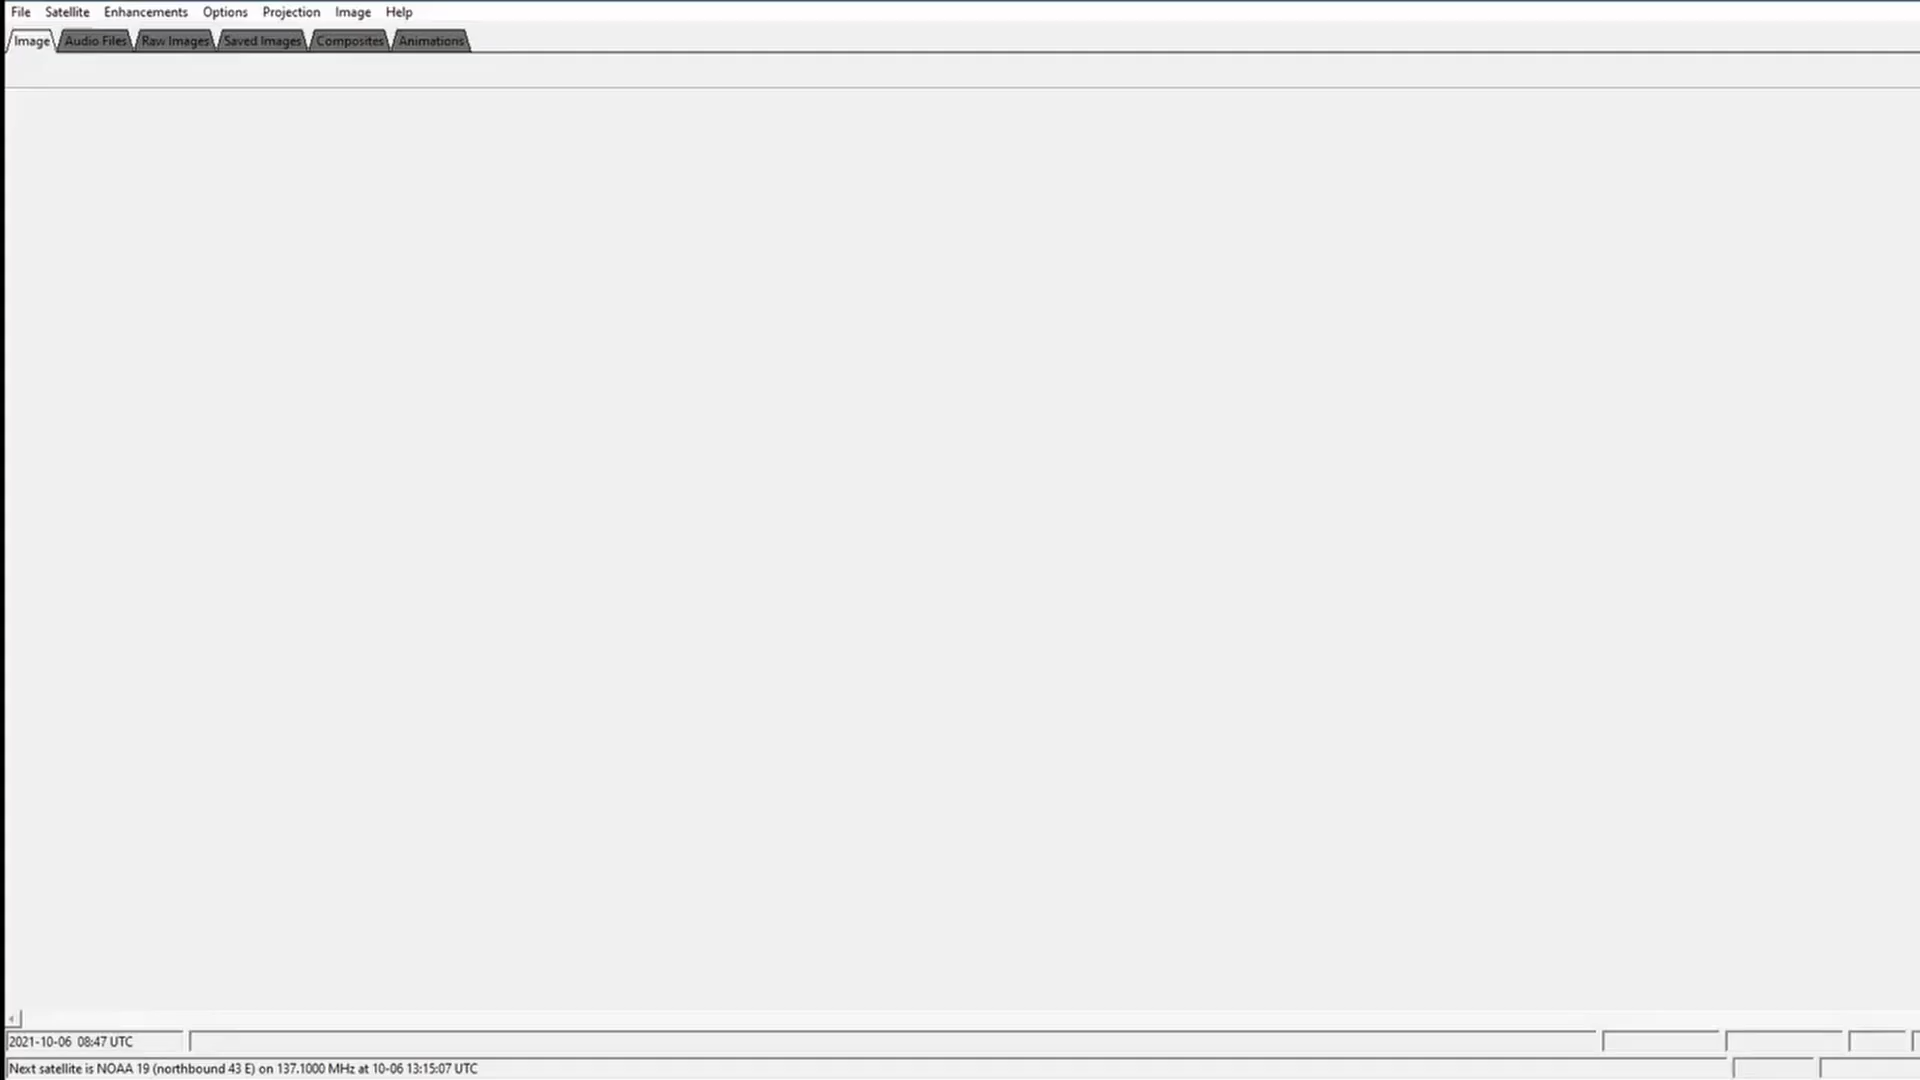 File Satellite Enhancements Options Projection Image Help
Image Audio Files Raw Images Saved Images Composites Animations
2021-10-06 08:47 UTC
Next satellite is NOAA 19 (northbound 43 E) on 137.1000 MHz at 10-06 13:15:07 UTC